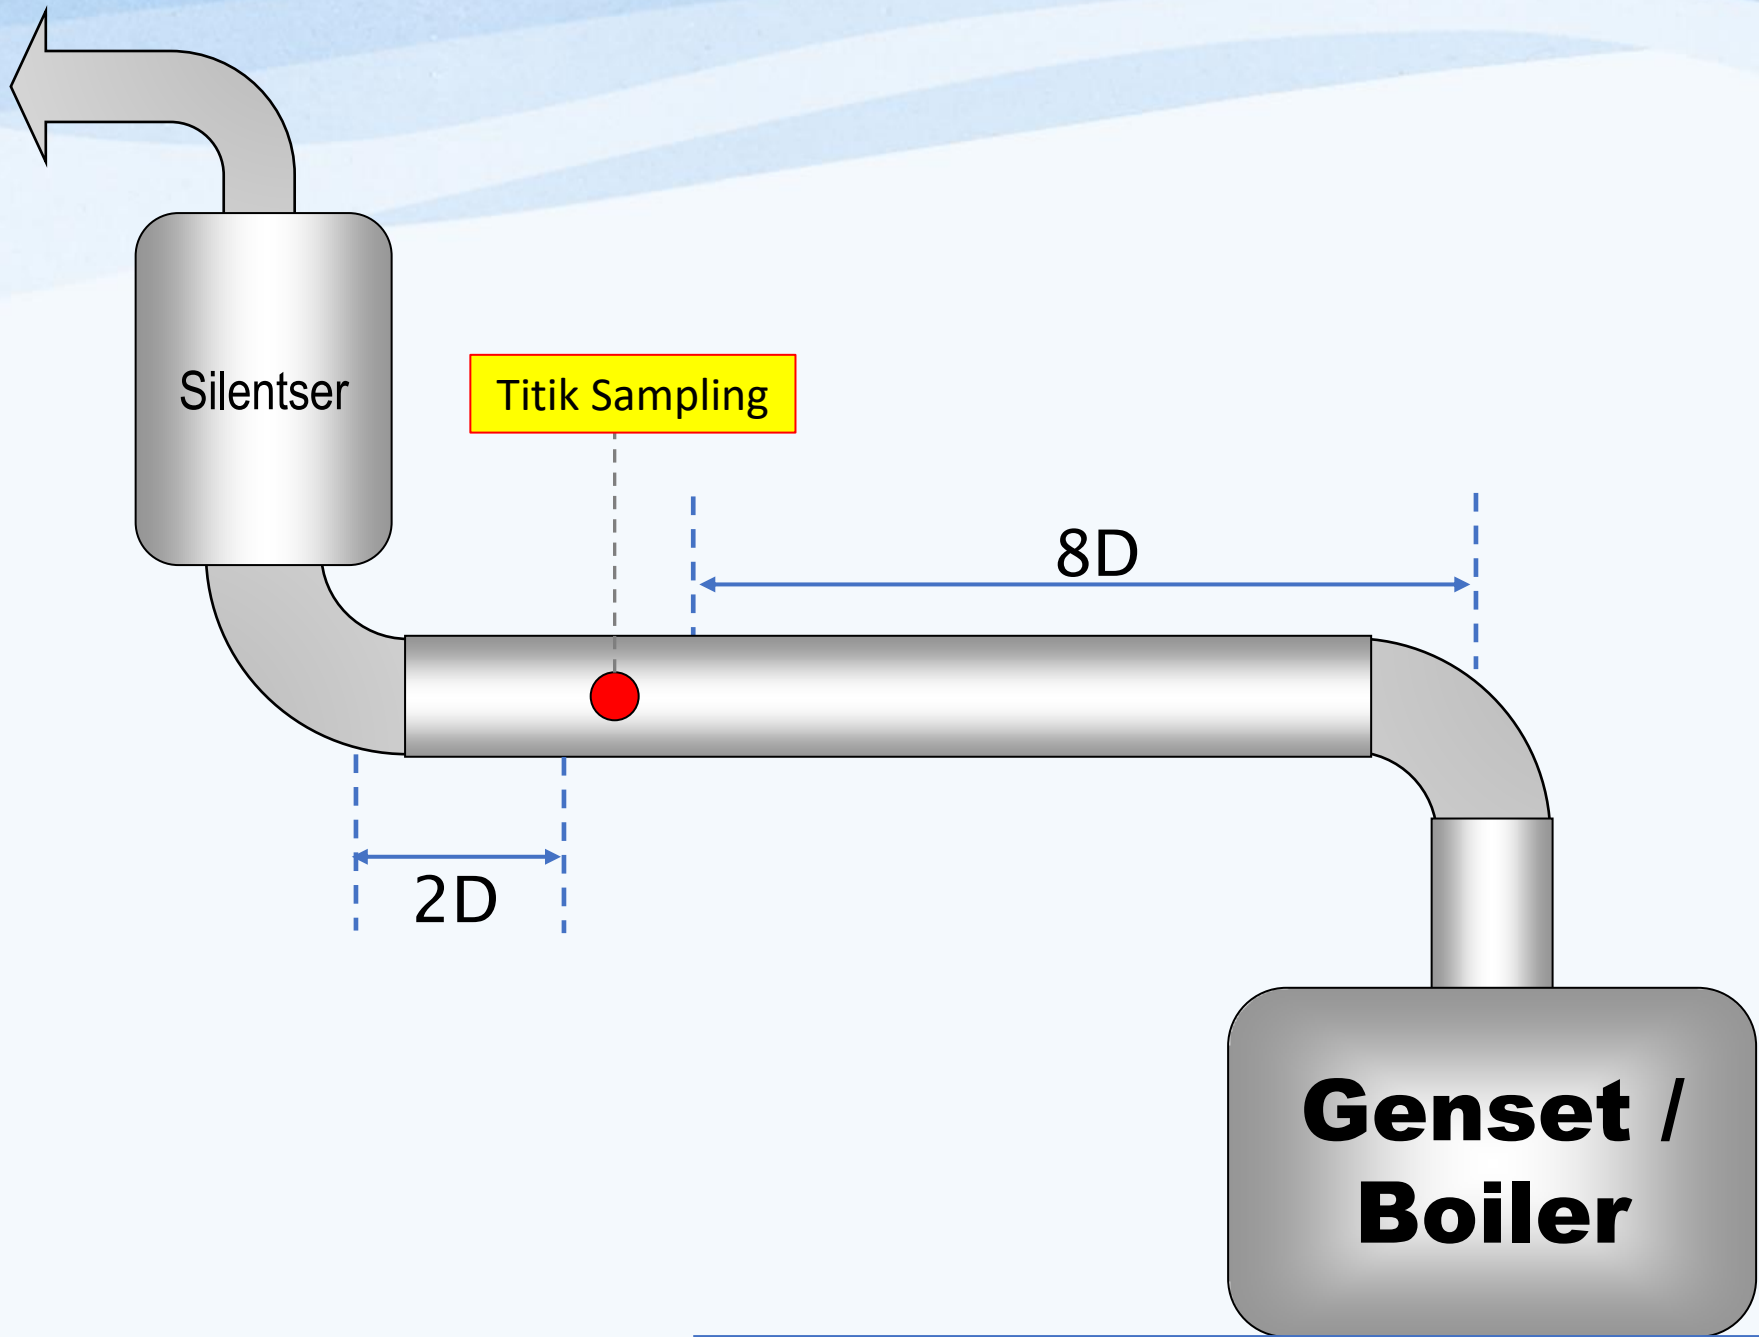 Silentser
Titik Sampling
8D
2D
Genset /
Boiler